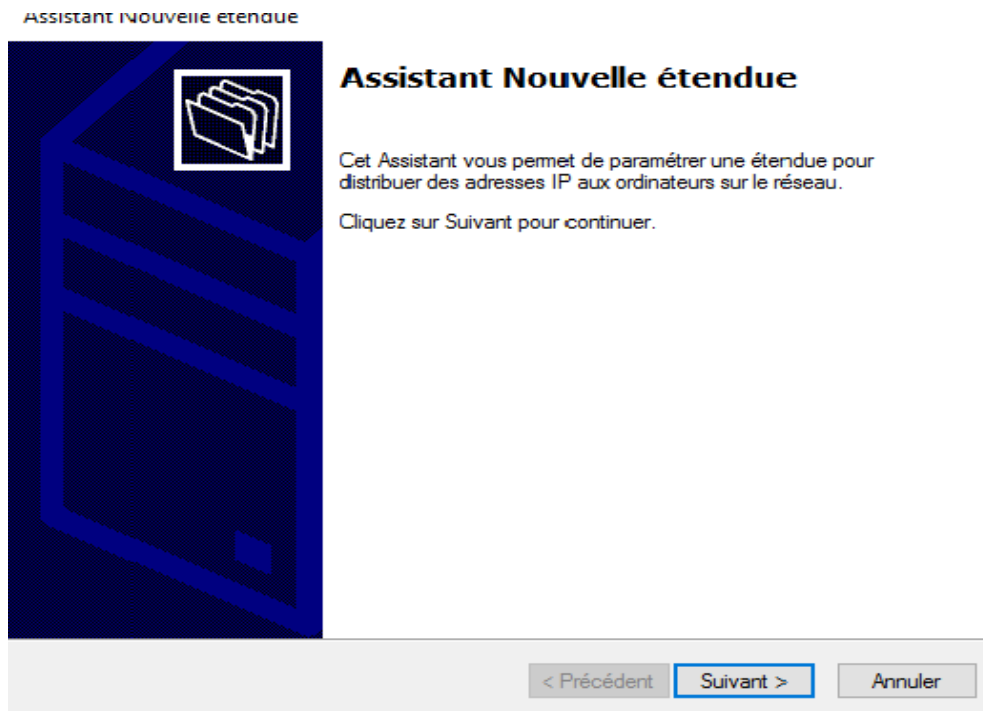 Assistant Nouvelle étendue
Assistant Nouvelle étendue
Cet Assistant vous permet de paramétrer une étendue pour
distribuer des adresses IP aux ordinateurs sur le réseau.
Cliquez sur Suivant pour continuer.
< Précédent Suivant > Annuler